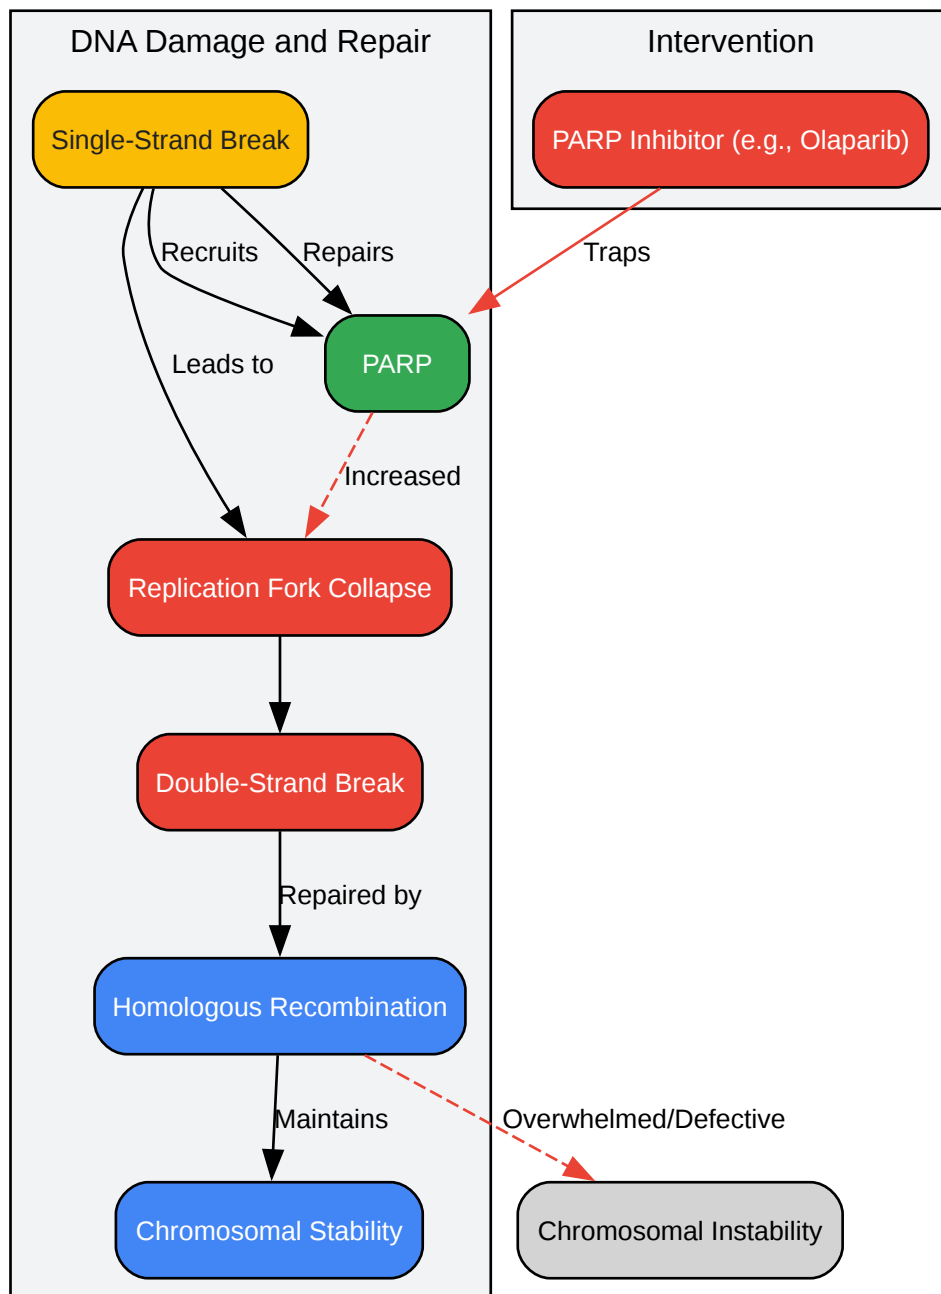 DNA Damage and Repair
Intervention
Single-Strand Break
PARP Inhibitor (e.g., Olaparib)
Recruits
Repairs
Traps
Leads to
PARP
Increased
Replication Fork Collapse
Double-Strand Break
Repaired by
Homologous Recombination
Maintains
Overwhelmed/Defective
Chromosomal Stability
Chromosomal Instability